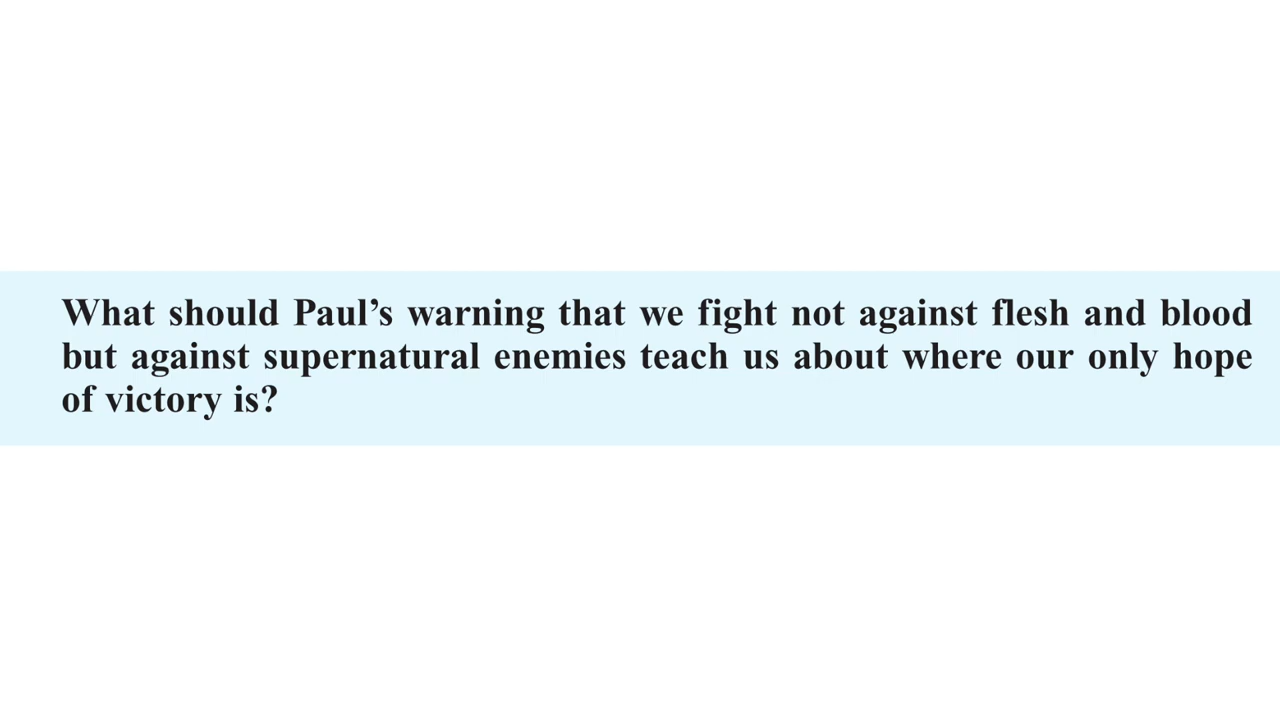 What should Paul’s warning that we fight not against flesh and blood
but against supernatural enemies teach us about where our only hope
of victory is?